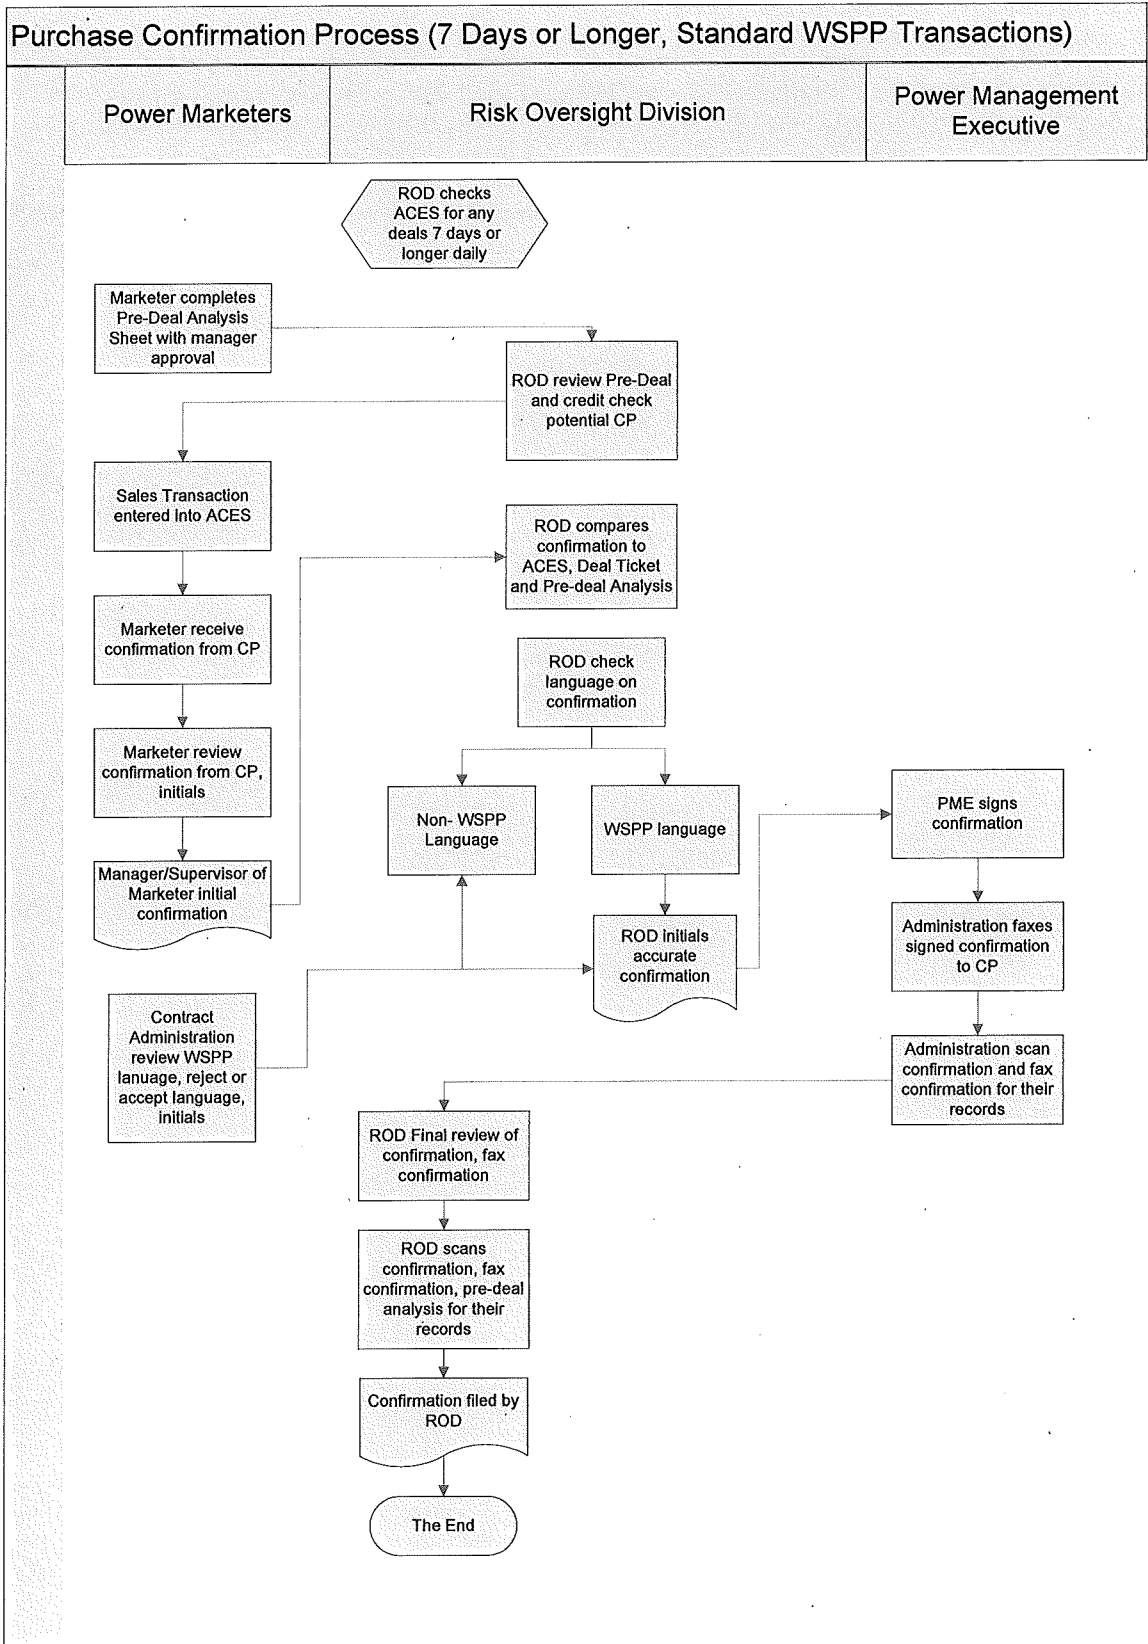 Purchase Confirmation Process (7 Days or Longer, Standard WSPP Transactions)
Power Marketers
Risk Oversight Division
Power Management
Executive
ROD checks
ACES for any
deals 7 days or
longer daily
Marketer completes
Pre-Deal Analysis
Sheet with manager
approval
ROD review Pre-Deal
and credit check
potential CP
Sales Transaction
entered into ACES
ROD compares
confirmation to
ACES, Deal Ticket
and Pre-deal Analysis
Marketer receive
confirmation from CP
ROD check
language on
confirmation
Marketer review
confirmation from CP,
initials
Non- WSPP
Language
WSPP language
PME signs
confirmation
Manager/Supervisor of
Marketer initial
confirmation
ROD initials
accurate
confirmation
Administration faxes
signed confirmation
to CP
Contract
Administration
review WSPP
lanuage, reject or
accept language,
initials
Administration scan
confirmation and fax
confirmation for their
records
ROD Final review of
confirmation, fax
confirmation
ROD scans
confirmation, fax
confirmation, pre-deal
analysis for their
records
Confirmation filed by
ROD
The End